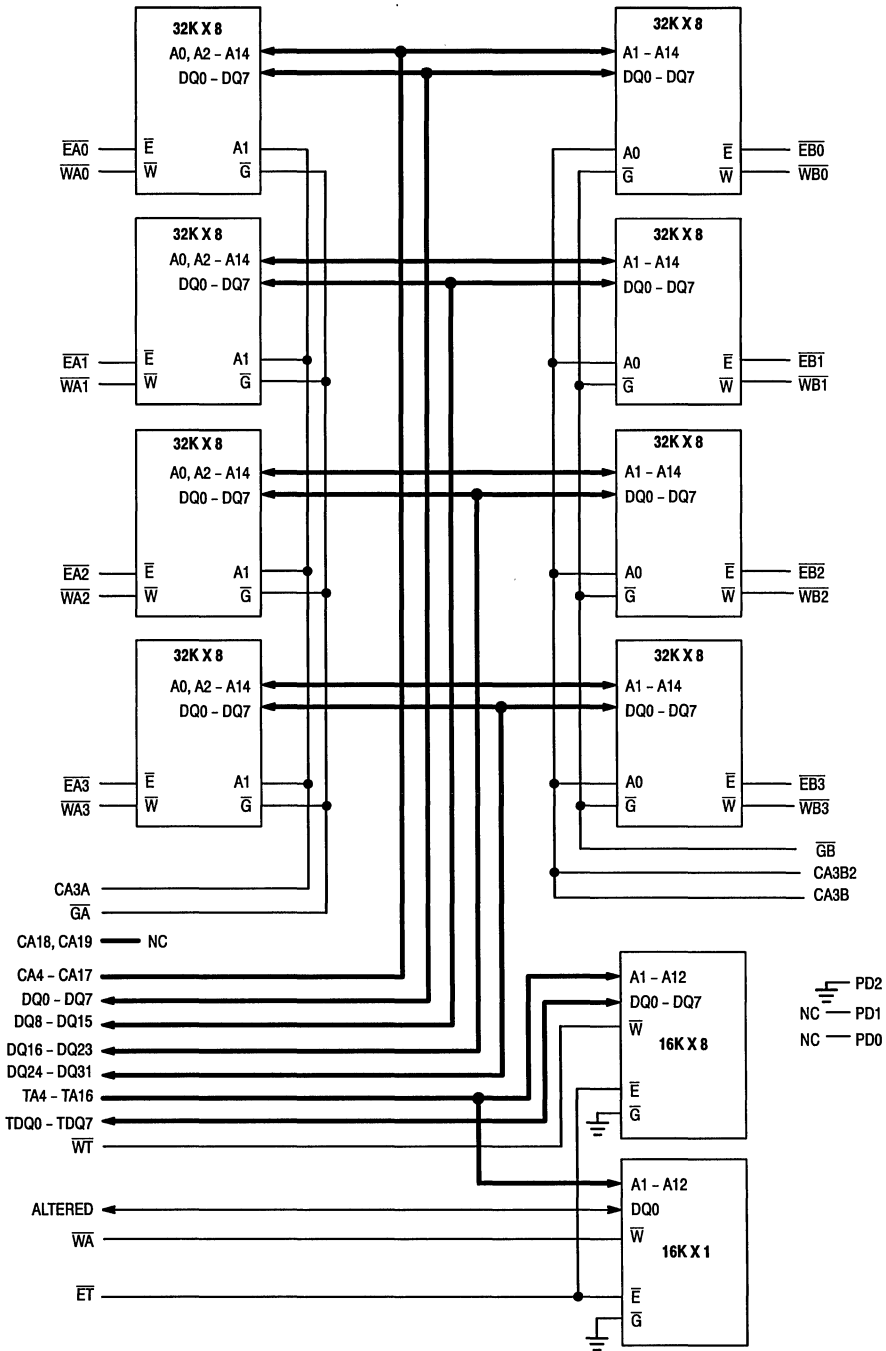 32K X 8
A0, A2 – A14
DQ0 – DQ7
EA0
E
A1
WA0
W
G
32K X 8
A1 – A14
DQ0 – DQ7
A0
E
EB0
G
W
WB0
32K X 8
A0, A2 – A14
DQ0 – DQ7
EA1
E
A1
WA1
W
G
32K X 8
A1 – A14
DQ0 – DQ7
A0
E
EB1
G
W
WB1
32K X 8
A0, A2 – A14
DQ0 – DQ7
EA2
E
A1
WA2
W
G
32K X 8
A1 – A14
DQ0 – DQ7
A0
E
EB2
G
W
WB2
32K X 8
A0, A2 – A14
DQ0 – DQ7
EA3
E
A1
WA3
W
G
32K X 8
A1 – A14
DQ0 – DQ7
A0
E
EB3
G
W
WB3
GB
CA3B2
CA3B
CA3A
GA
CA18, CA19 NC
CA4 – CA17
DQ0 – DQ7
DQ8 – DQ15
DQ16 – DQ23
DQ24 – DQ31
TA4 – TA16
TDQ0 – TDQ7
WT
ALTERED
WA
ET
A1 – A12
DQ0 – DQ7
W
16K X 8
E
G
PD2
NC PD1
NC PD0
A1 – A12
DQ0
W
16K X 1
E
G